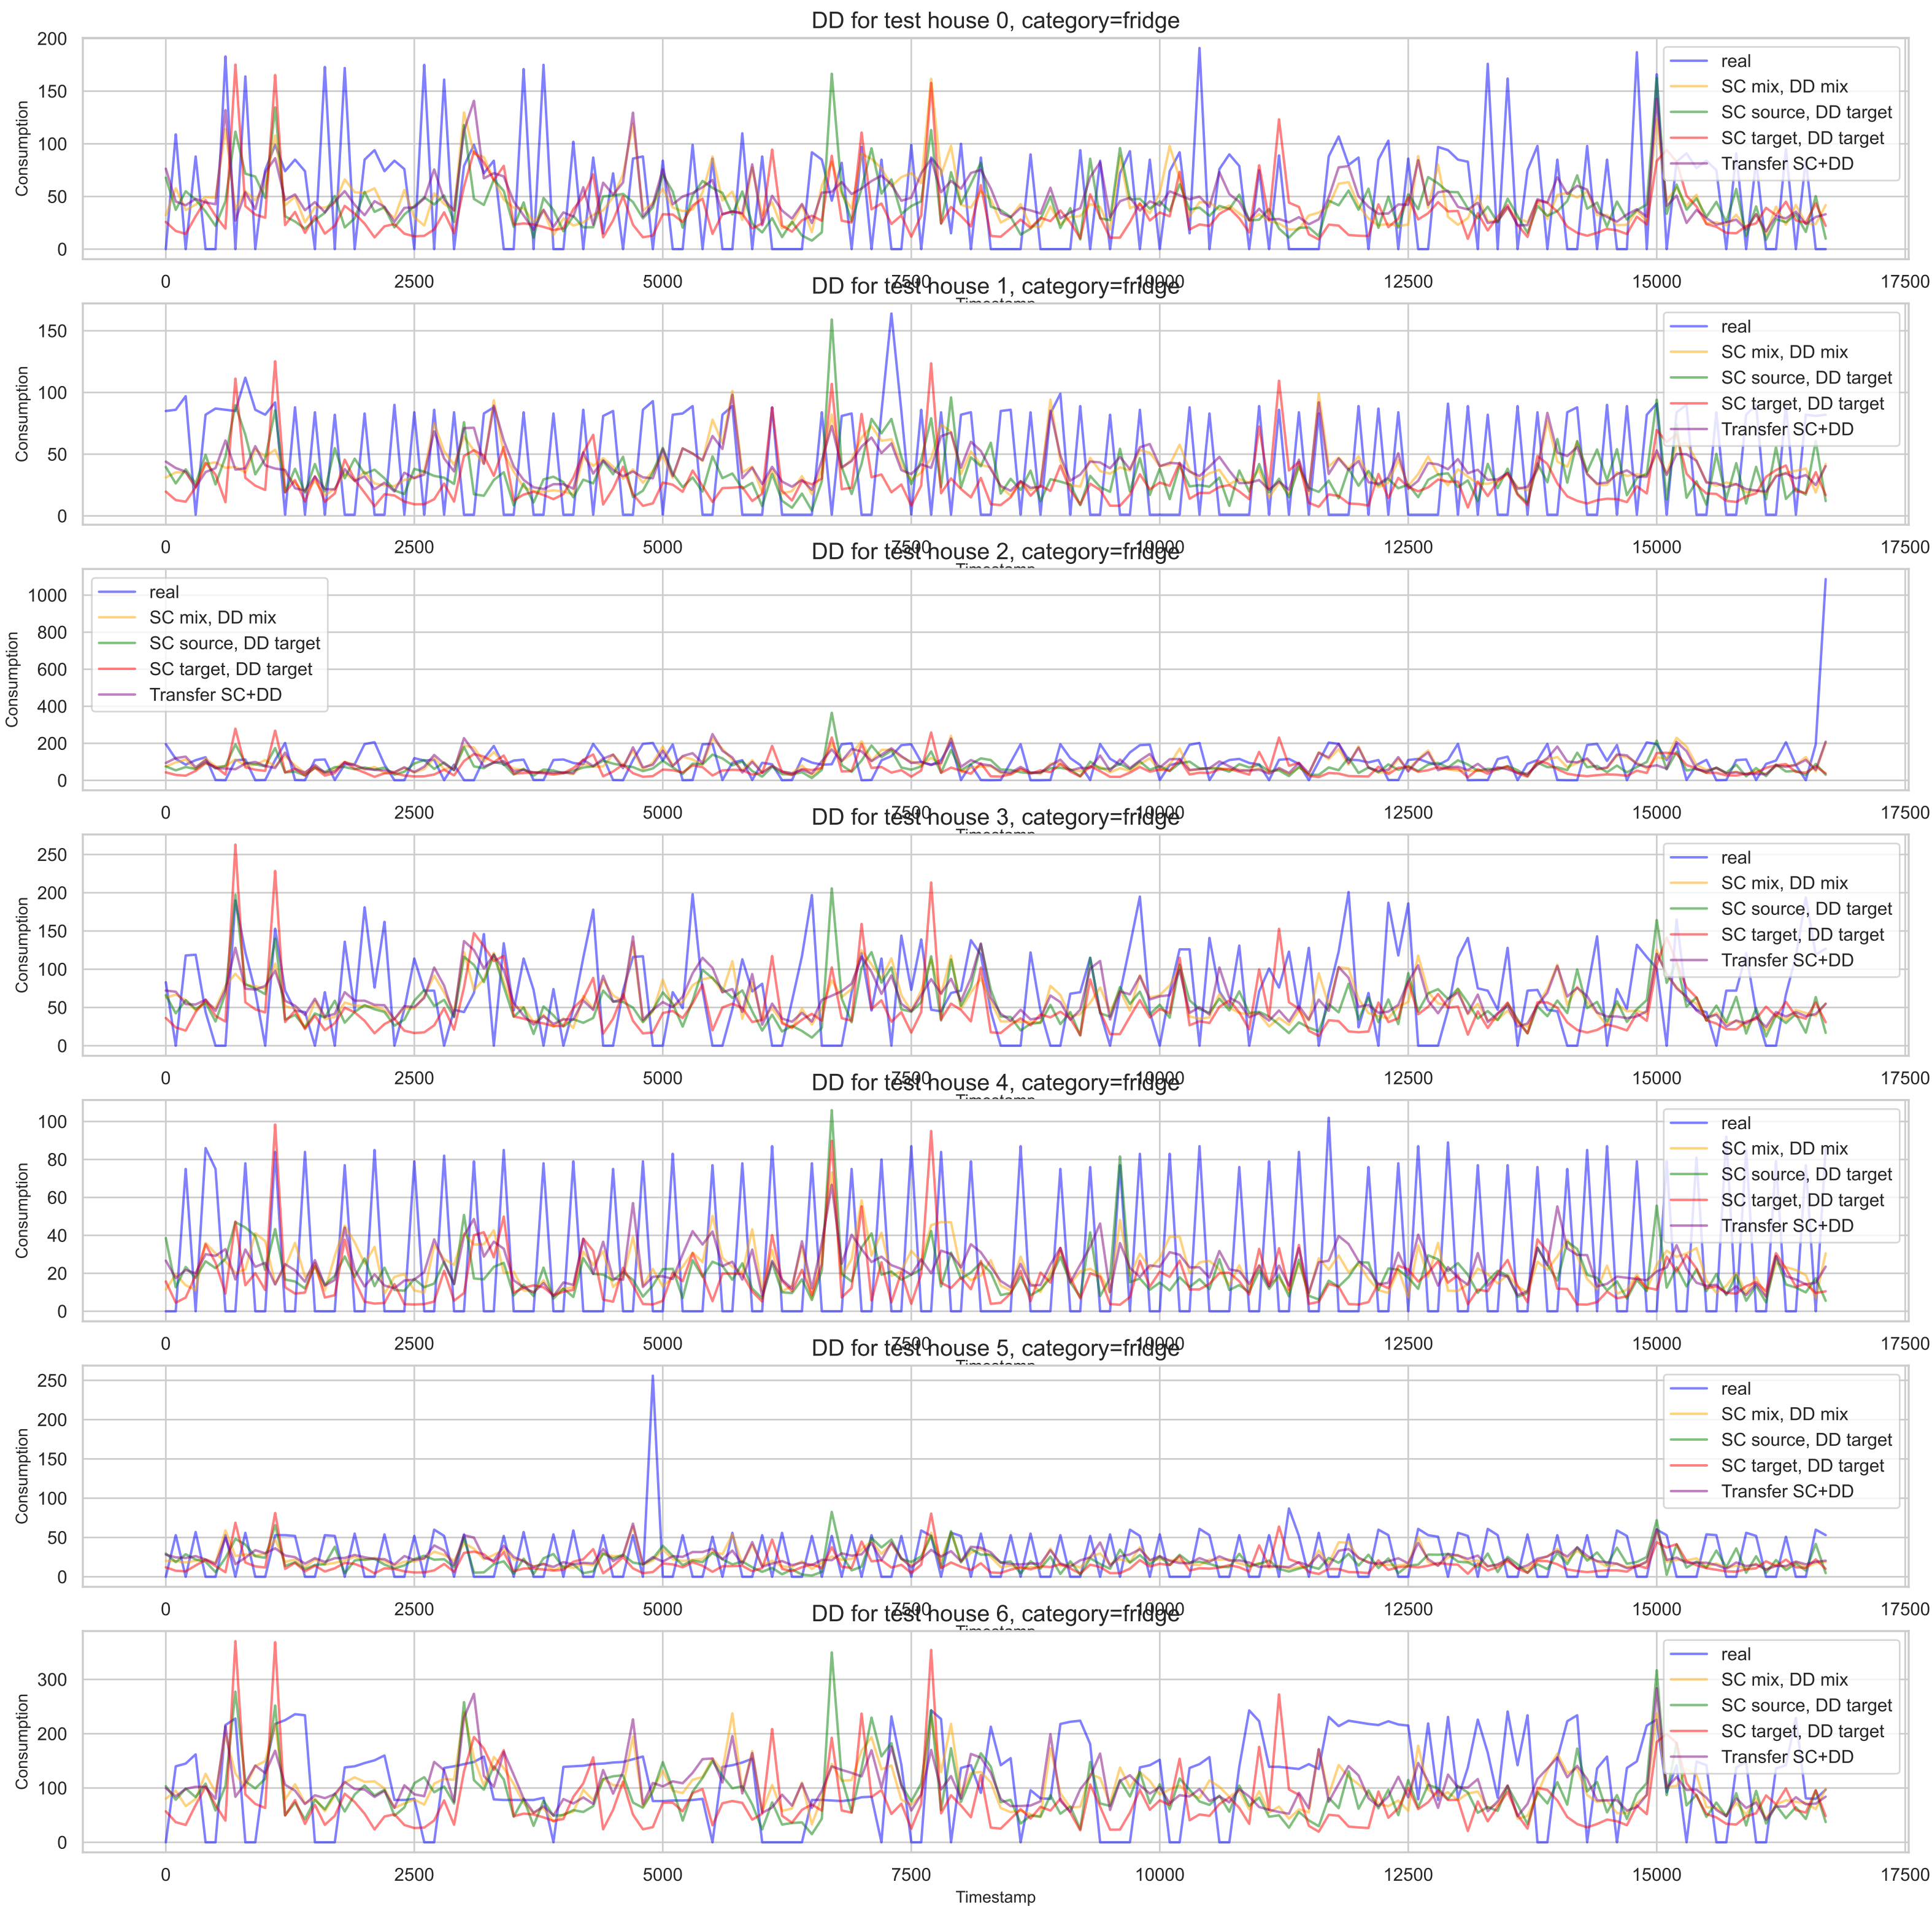 DD for test house 0, category=fridge
200
150
100
50
0
Consumption
real
SC mix, DD mix
SC source, DD target
SC target, DD target
Transfer SC+DD
0 2500 5000 7500 10000 12500 15000 17500
Timestamp
DD for test house 1, category=fridge
150
100
50
0
Consumption
real
SC mix, DD mix
SC source, DD target
SC target, DD target
Transfer SC+DD
0 2500 5000 7500 10000 12500 15000 17500
Timestamp
DD for test house 2, category=fridge
1000
800
600
400
200
0
Consumption
real
SC mix, DD mix
SC source, DD target
SC target, DD target
Transfer SC+DD
0 2500 5000 7500 10000 12500 15000 17500
Timestamp
DD for test house 3, category=fridge
250
200
150
100
50
0
Consumption
real
SC mix, DD mix
SC source, DD target
SC target, DD target
Transfer SC+DD
0 2500 5000 7500 10000 12500 15000 17500
Timestamp
DD for test house 4, category=fridge
100
80
60
40
20
0
Consumption
real
SC mix, DD mix
SC source, DD target
SC target, DD target
Transfer SC+DD
0 2500 5000 7500 10000 12500 15000 17500
Timestamp
DD for test house 5, category=fridge
250
200
150
100
50
0
Consumption
real
SC mix, DD mix
SC source, DD target
SC target, DD target
Transfer SC+DD
0 2500 5000 7500 10000 12500 15000 17500
Timestamp
DD for test house 6, category=fridge
300
200
100
0
Consumption
real
SC mix, DD mix
SC source, DD target
SC target, DD target
Transfer SC+DD
0 2500 5000 7500 10000 12500 15000 17500
Timestamp